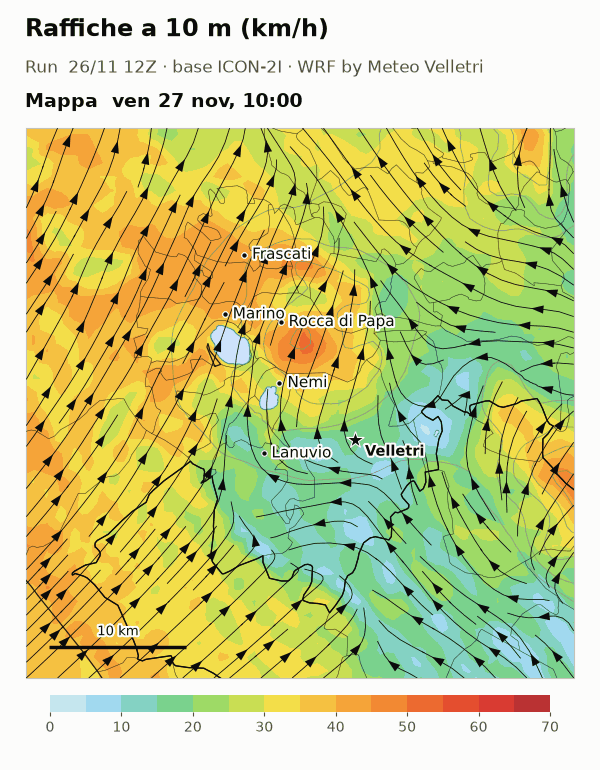 Raffiche a 10 m (km/h)
Run  26/11 12Z · base ICON-2I · WRF by Meteo Velletri
Mappa  ven 27 nov, 10:00
Frascati
Marino
Rocca di Papa
Nemi
Velletri
Lanuvio
10 km
0 10 20 30 40 50 60 70